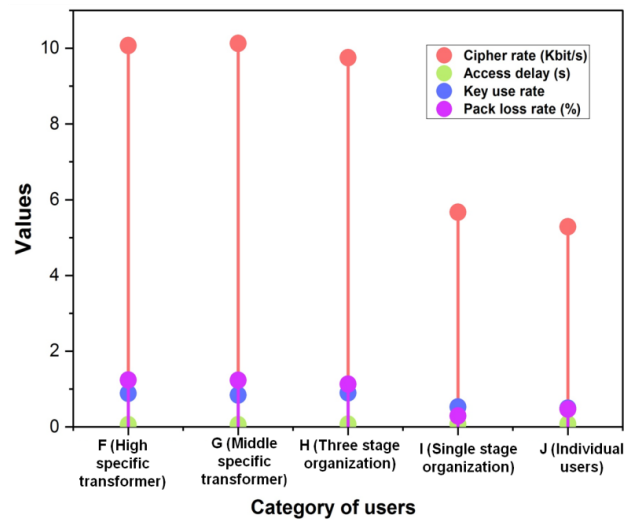 10
8
6
4
2
0
Values
Cipher rate (Kbit/s)
Access delay (s)
Key use rate
Pack loss rate (%)
F (High
specific
transformer)
G (Middle
specific
transformer)
H (Three stage
organization)
I (Single stage
organization)
J (Individual
users)
Category of users